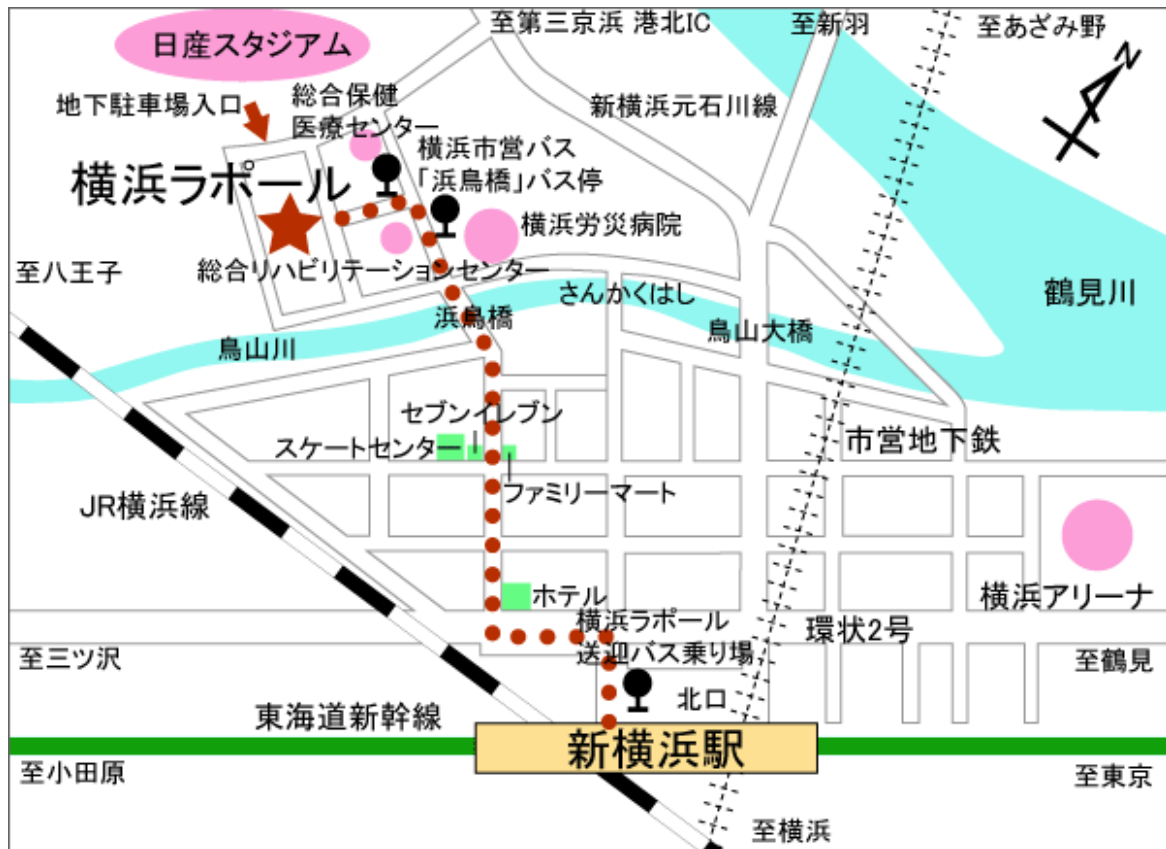 至第三京浜 港北IC
至新羽
至あざみ野
日産スタジアム
N
地下駐車場入口
総合保健
医療センター
新横浜元石川線
横浜市営バス
「浜鳥橋」バス停
横浜ラポール
横浜労災病院
至八王子
総合リハビリテーションセンター
さんかくはし
鶴見川
浜鳥橋
鳥山大橋
鳥山川
セブンイレブン
スケートセンター
市営地下鉄
ファミリーマート
JR横浜線
ホテル
横浜アリーナ
横浜ラポール
送迎バス乗り場
環状2号
至三ツ沢
至鶴見
北口
東海道新幹線
新横浜駅
至小田原
至東京
至横浜